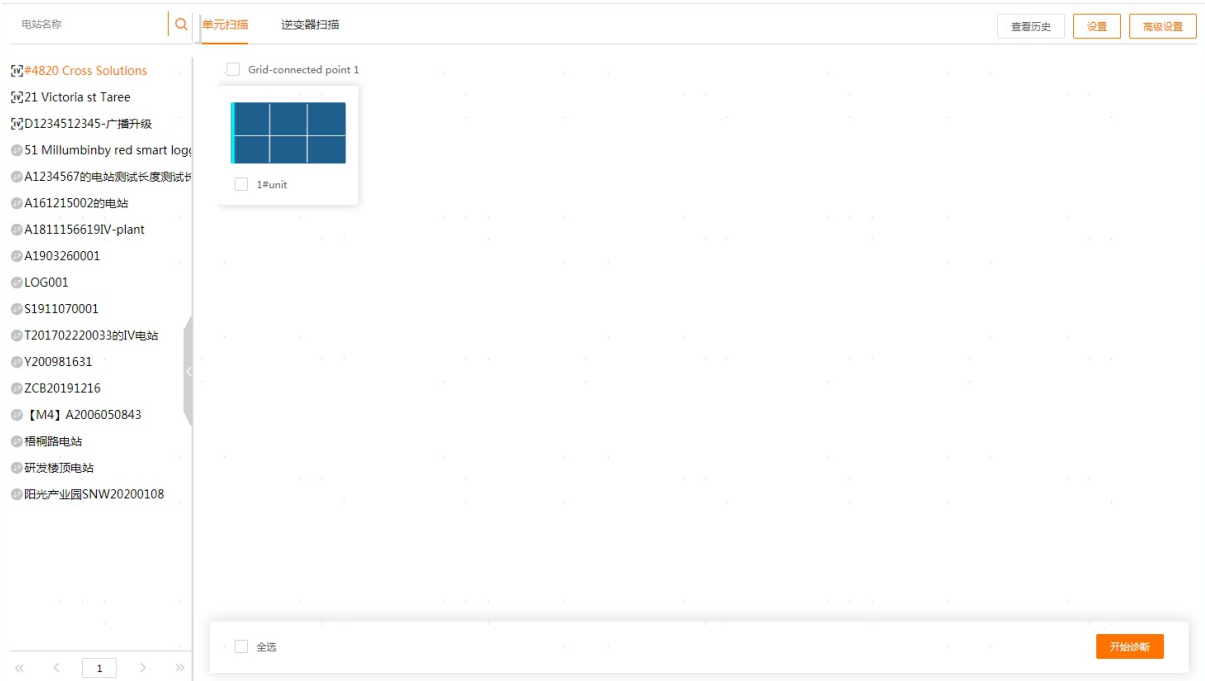 电站名称
单元扫描
逆变器扫描
查看历史
设置
高级设置
#4820 Cross Solutions
21 Victoria st Taree
D1234512345-广播升级
51 Millumbinby red smart logg
A1234567的电站测试长度测试长
A161215002的电站
A1811156619IV-plant
A1903260001
LOG001
S1911070001
T201702220033的IV电站
Y200981631
ZCB20191216
【M4】A2006050843
梧桐路电站
研发楼顶电站
阳光产业园SNW20200108
1
Grid-connected point 1
1#unit
全选
开始诊断